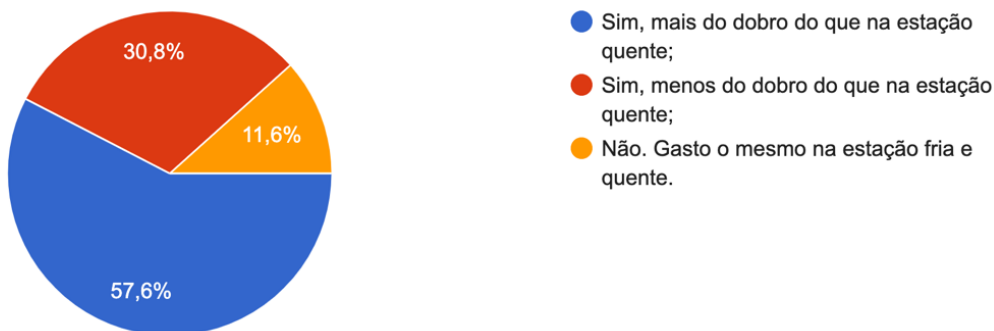 30,8%
11,6%
57,6%
Sim, mais do dobro do que na estação
quente;
Sim, menos do dobro do que na estação
quente;
Não. Gasto o mesmo na estação fria e
quente.